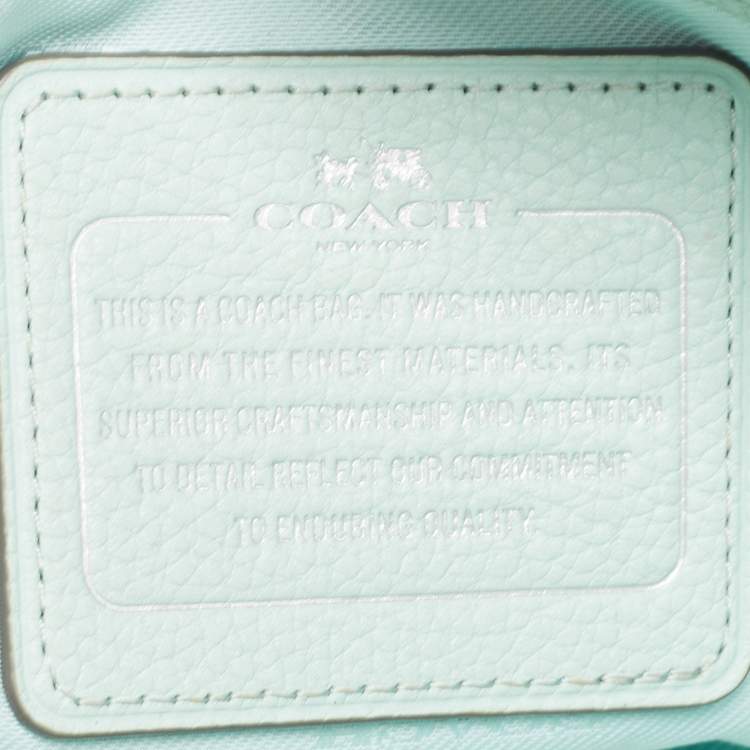 COACH
NEW YORK
THIS IS A COACH BAG. IT WAS HANDCRAFTED
FROM THE FINEST MATERIALS. ITS
SUPERIOR CRAFTSMANSHIP AND ATTENTION
TO DETAIL REFLECT OUR COMMITMENT
TO ENDURING QUALITY.